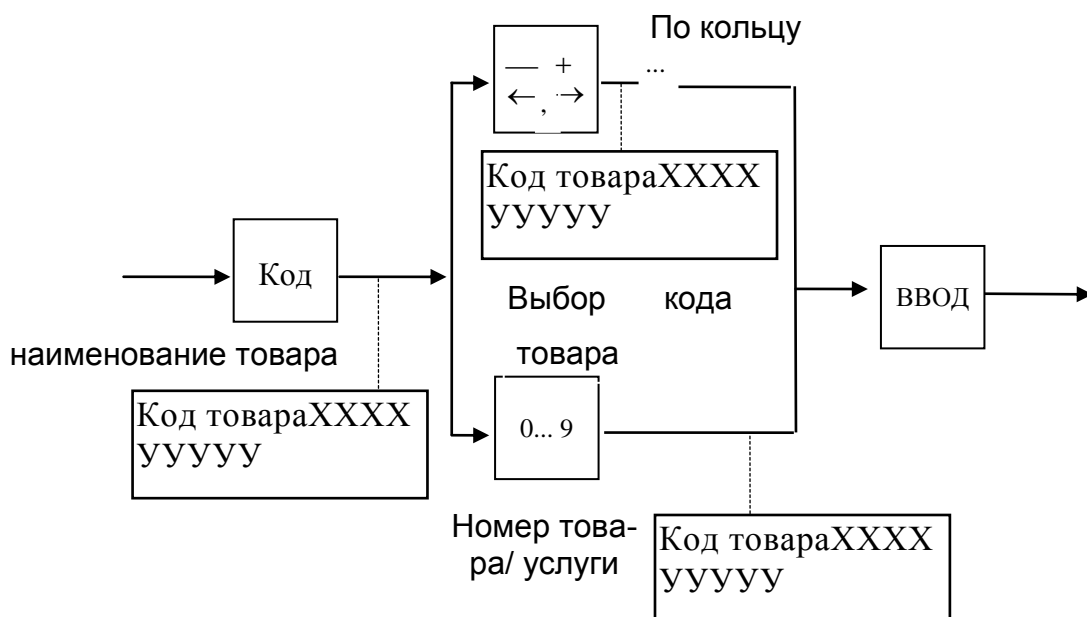 По кольцу
— + ...
← , →
Код товараXXXX
УУУУУ
Код
Выбор кода
товара
ВВОД
наименование товара
Код товараXXXX
УУУУУ
0... 9
Номер това-
ра/ услуги
Код товараXXXX
УУУУУ